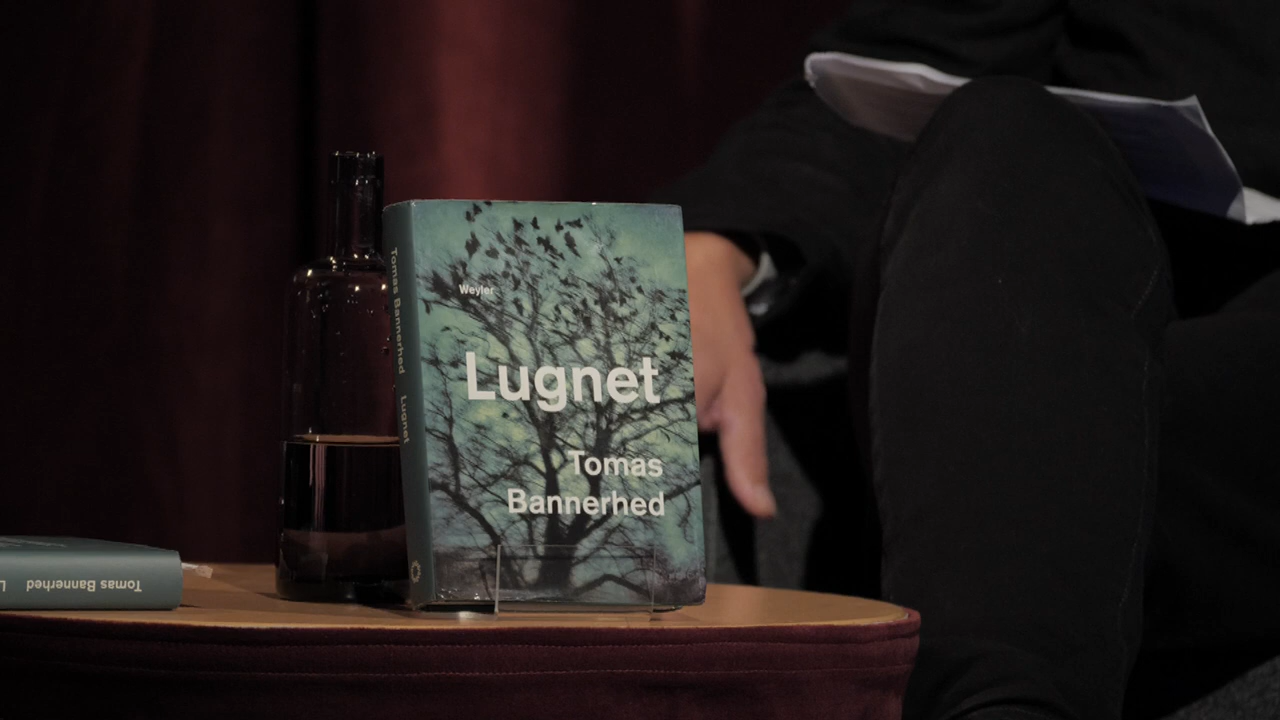 Weyler
Lugnet
Tomas
Bannerhed
Tomas Bannerhed Lugnet
Tomas Bannerhed L